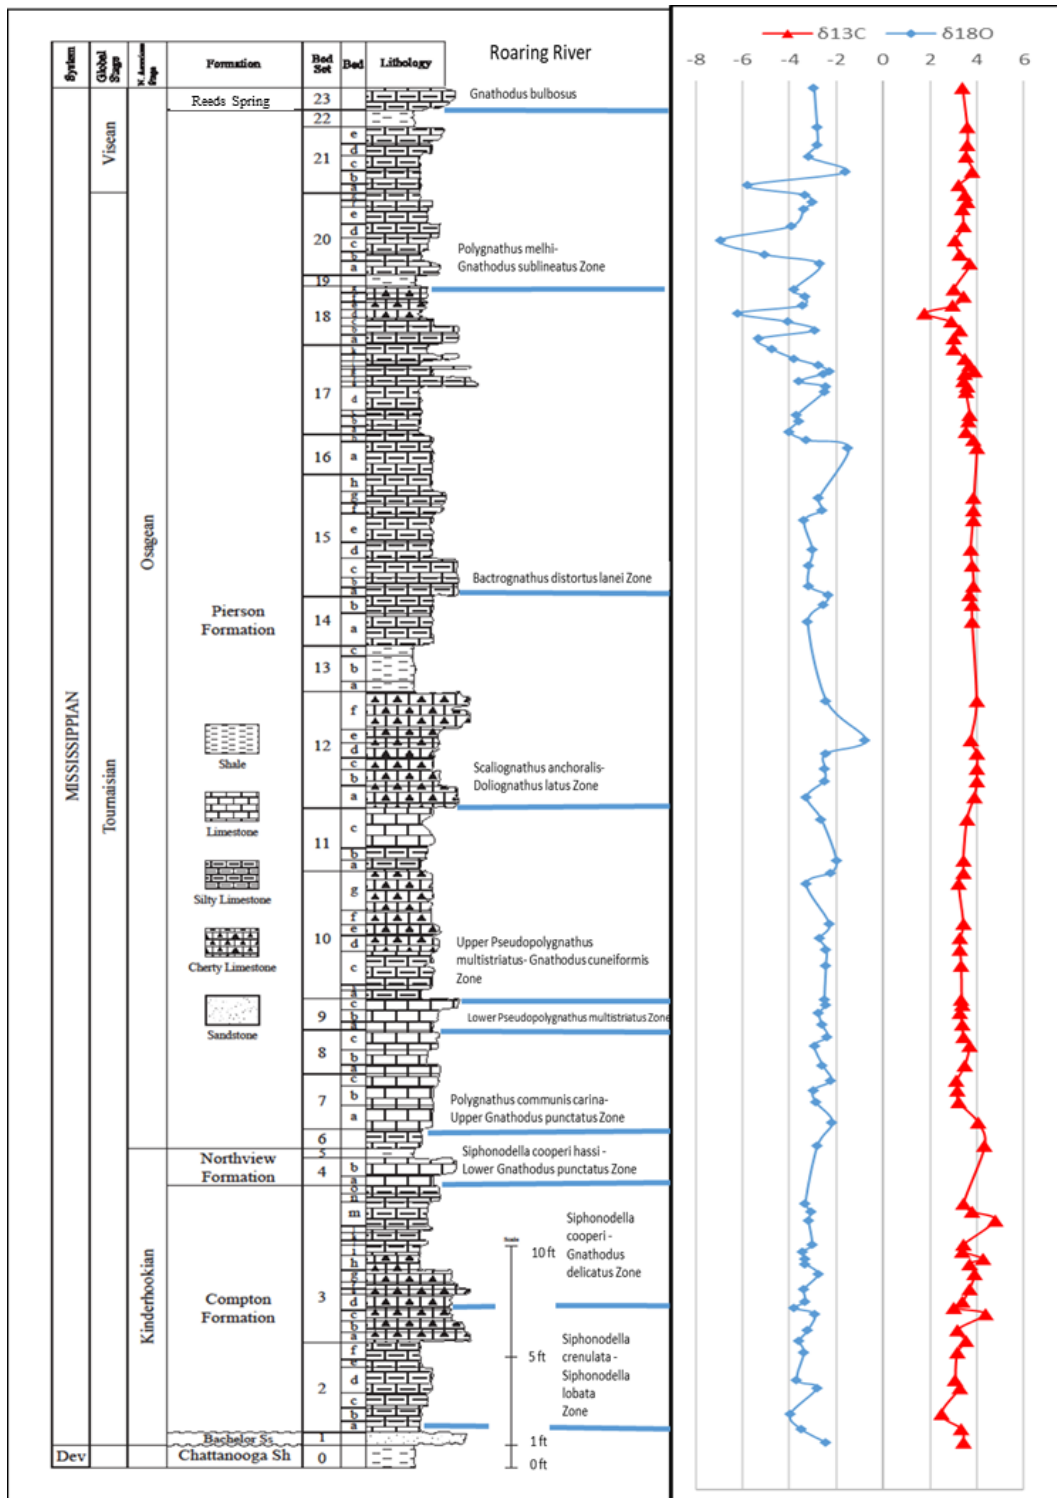 Roaring River
System
Global Stage
N. American Stage
Formation
Bed Set
Bed
Lithology
δ13C
δ18O
-8 -6 -4 -2 0 2 4 6
MISSISSIPPIAN
Dev
Visean
Tournaisian
Osagean
Kinderhookian
Reeds Spring
Pierson
Formation
Northview
Formation
Compton
Formation
Bachelor Ss
Chattanooga Sh
Shale
Limestone
Silty Limestone
Cherty Limestone
Sandstone
23
22
21
e
d
c
b
a
20
e
d
c
b
a
19
18
a
17
d
16
a
15
h
g
f
e
d
c
b
a
14
b
a
13
c
b
a
12
f
e
d
c
b
a
11
c
b
a
10
g
f
e
d
c
a
9
c
b
a
8
c
b
a
7
c
b
a
6
5
4
b
a
3
o
n
m
i
h
g
f
d
c
b
a
2
f
e
d
c
b
a
1
0
Gnathodus bulbosus
Polygnathus melhi-
Gnathodus sublineatus Zone
Bactrognathus distortus lanei Zone
Scaliognathus anchoralis-
Doliognathus latus Zone
Upper Pseudopolygnathus
multistriatus- Gnathodus cuneiformis
Zone
Lower Pseudopolygnathus multistriatus Zone
Polygnathus communis carina-
Upper Gnathodus punctatus Zone
Siphonodella cooperi hassi -
Lower Gnathodus punctatus Zone
Siphonodella
cooperi -
Gnathodus
delicatus Zone
Siphonodella
crenulata -
Siphonodella
lobata
Zone
Scale
10 ft
5 ft
1 ft
0 ft